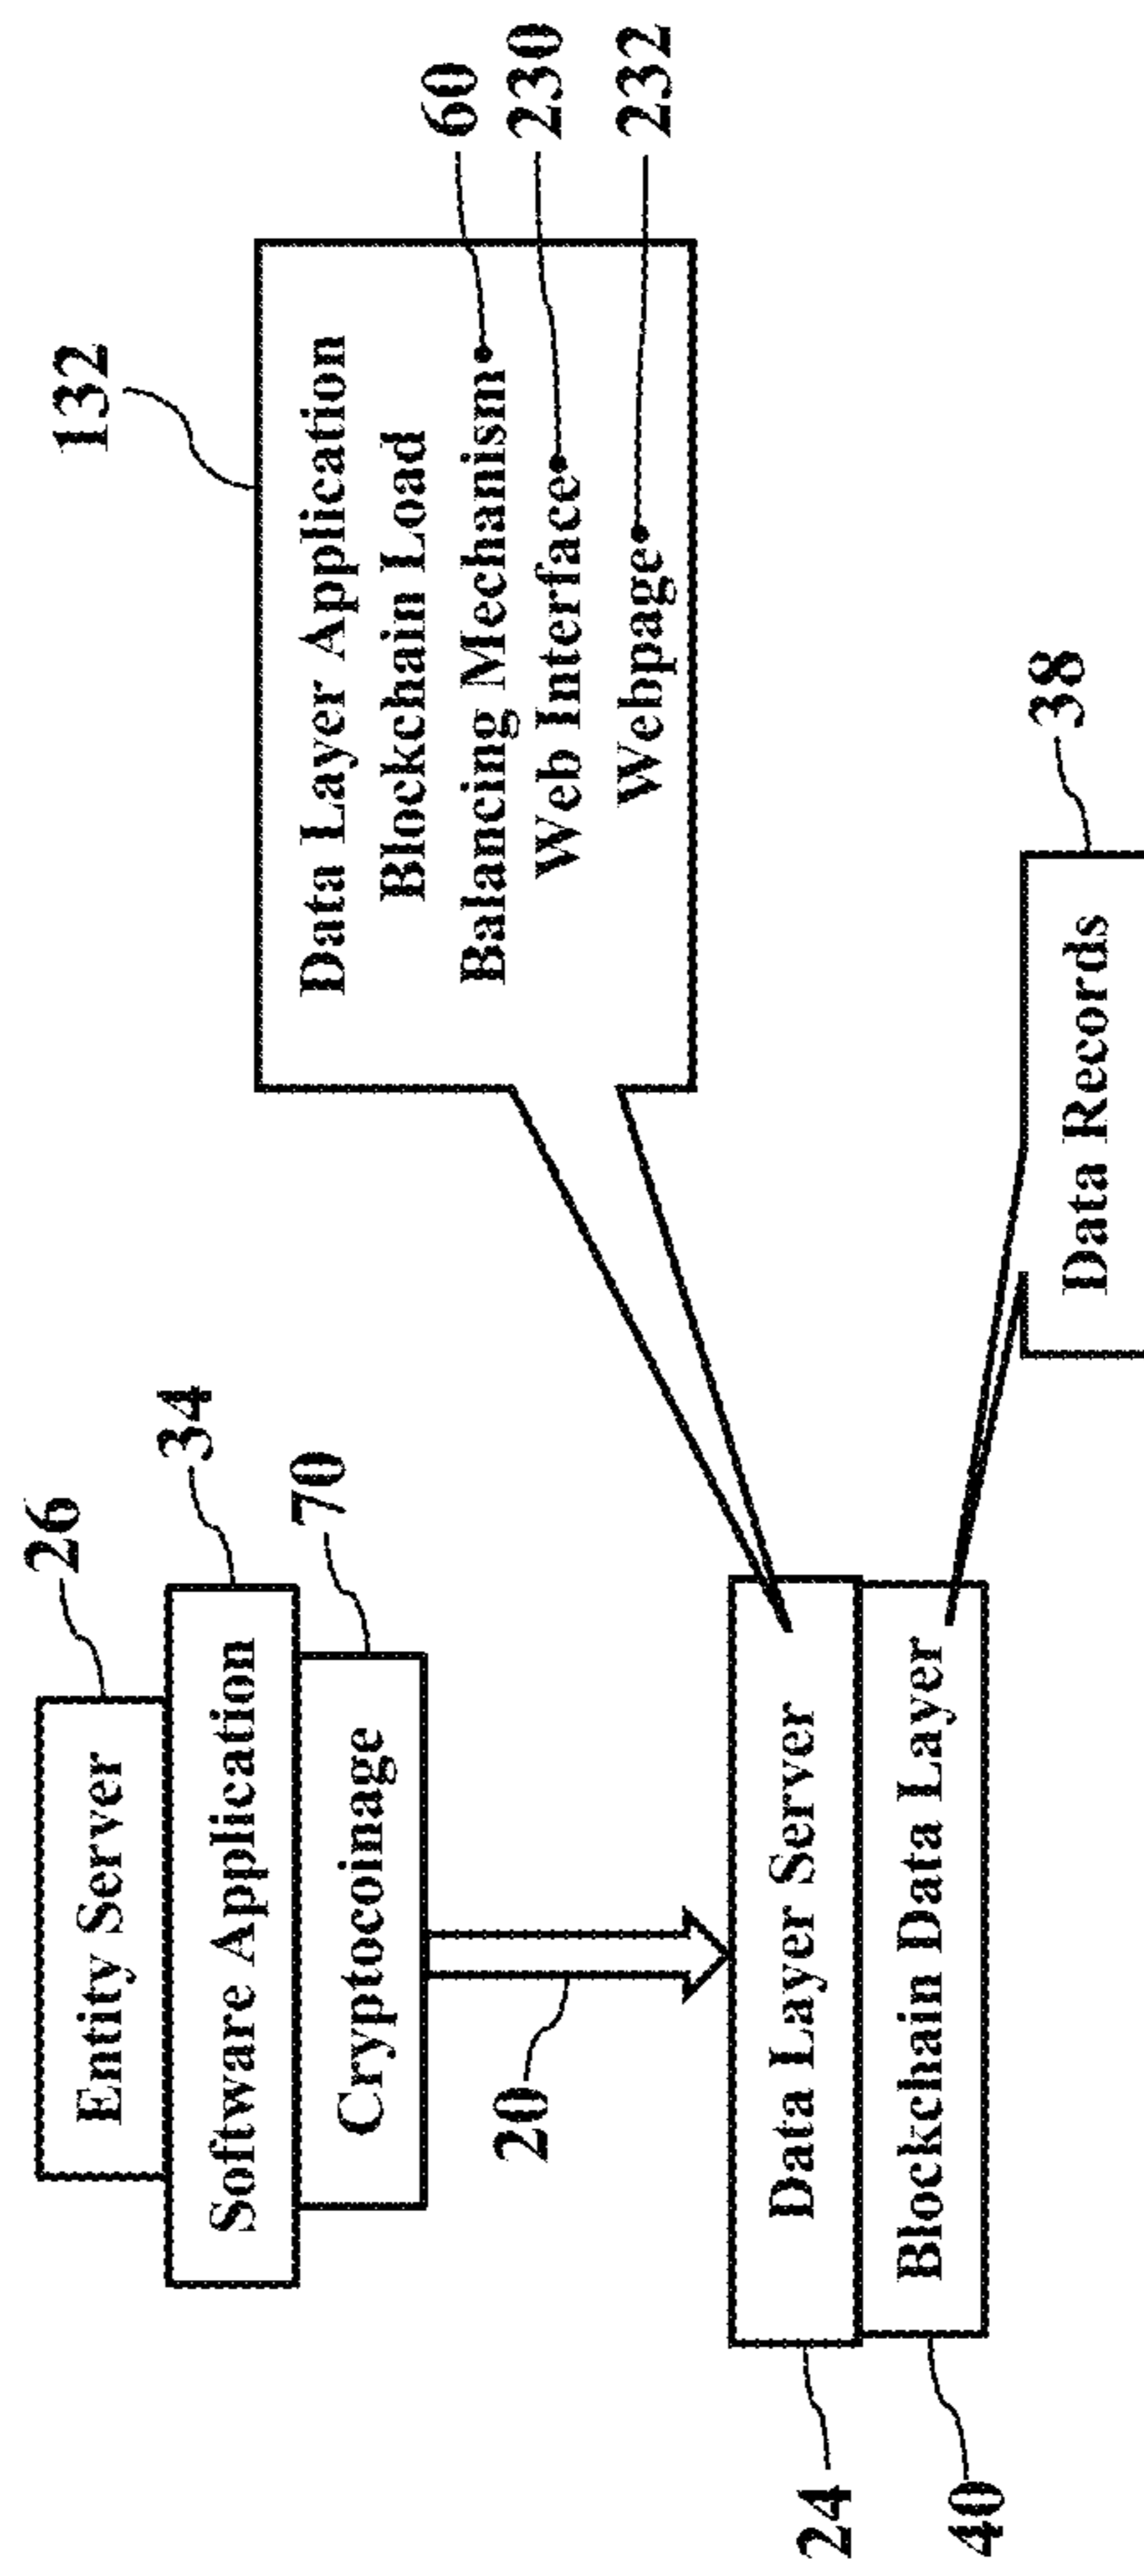 26
Entity Server
34
Software Application
70
Cryptocoinage
20
132
Data Layer Application
Blockchain Load
Balancing Mechanism
60
Web Interface
230
Webpage
232
24
Data Layer Server
40
Blockchain Data Layer
38
Data Records